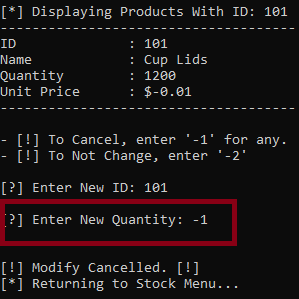 [*] Displaying Products With ID: 101
------------------------------------
ID : 101
Name : Cup Lids
Quantity : 1200
Unit Price : $-0.01
------------------------------------
- [!] To Cancel, enter '-1' for any.
- [!] To Not Change, enter '-2'
[?] Enter New ID: 101
[?] Enter New Quantity: -1
[!] Modify Cancelled. [!]
[*] Returning to Stock Menu...